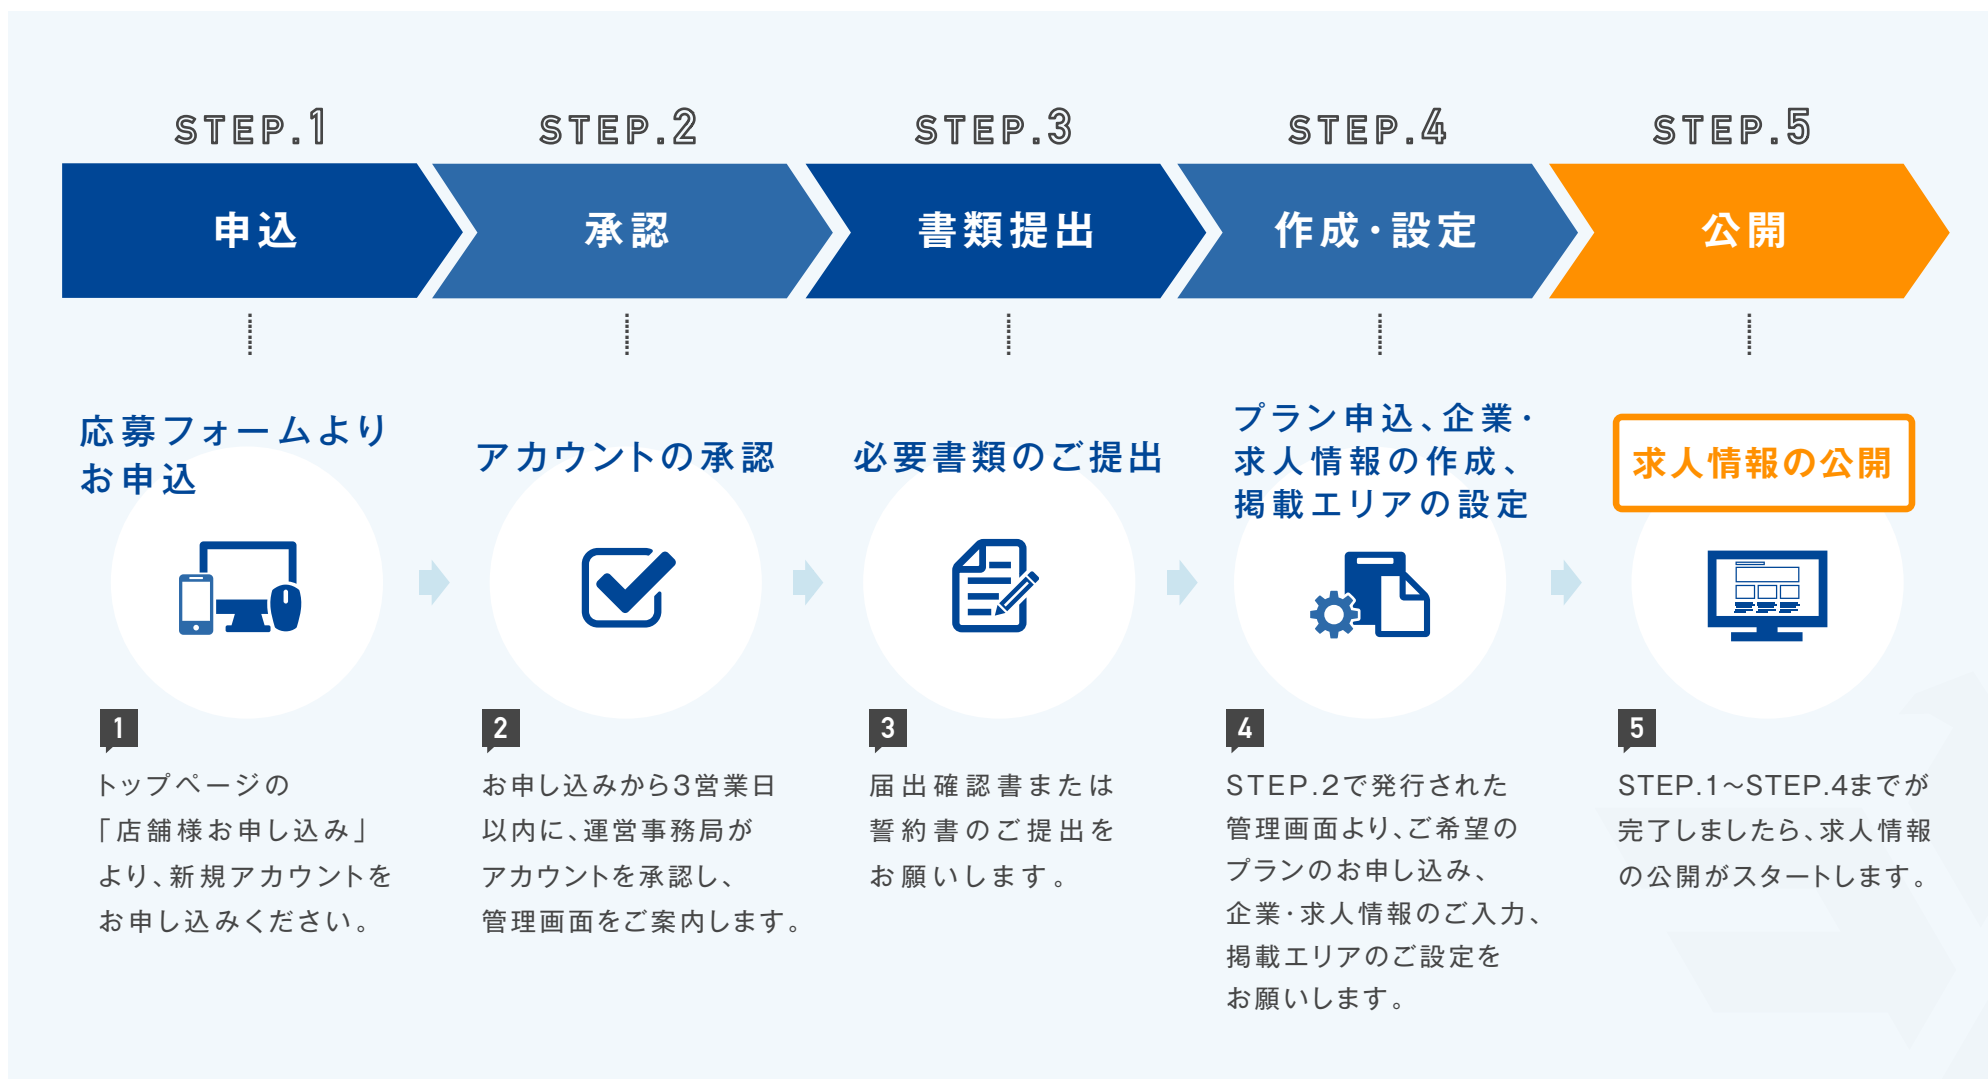 STEP.1
STEP.2
STEP.3
STEP.4
STEP.5
申込
承認
書類提出
作成・設定
公開
応募フォームより
お申込
アカウントの承認
必要書類のご提出
プラン申込、企業・
求人情報の作成、
掲載エリアの設定
求人情報の公開
1
トップページの
「店舗様お申し込み」
より、新規アカウントを
お申し込みください。
2
お申し込みから3営業日
以内に、運営事務局が
アカウントを承認し、
管理画面をご案内します。
3
届出確認書または
誓約書のご提出を
お願いします。
4
STEP.2で発行された
管理画面より、ご希望の
プランのお申し込み、
企業・求人情報のご入力、
掲載エリアのご設定を
お願いします。
5
STEP.1～STEP.4までが
完了しましたら、求人情報
の公開がスタートします。